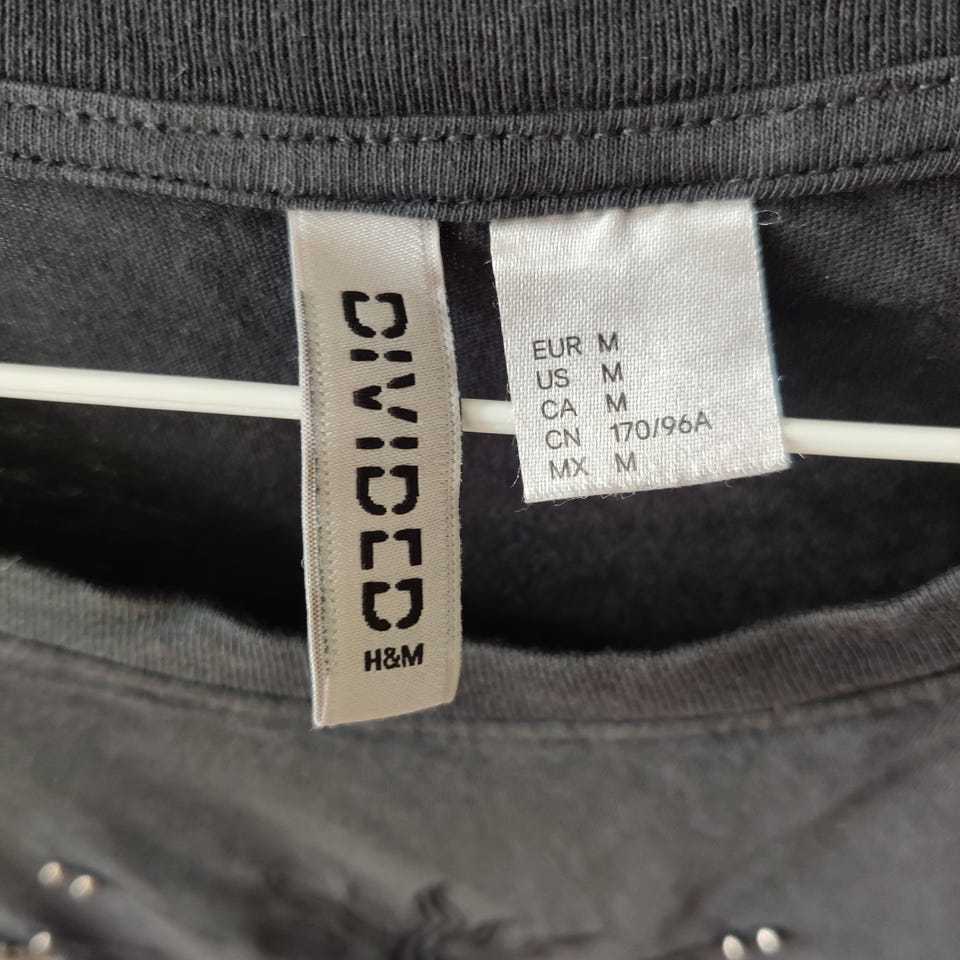 DIVIDED
H&M
EUR M
US M
CA M
CN 170/96A
MX M